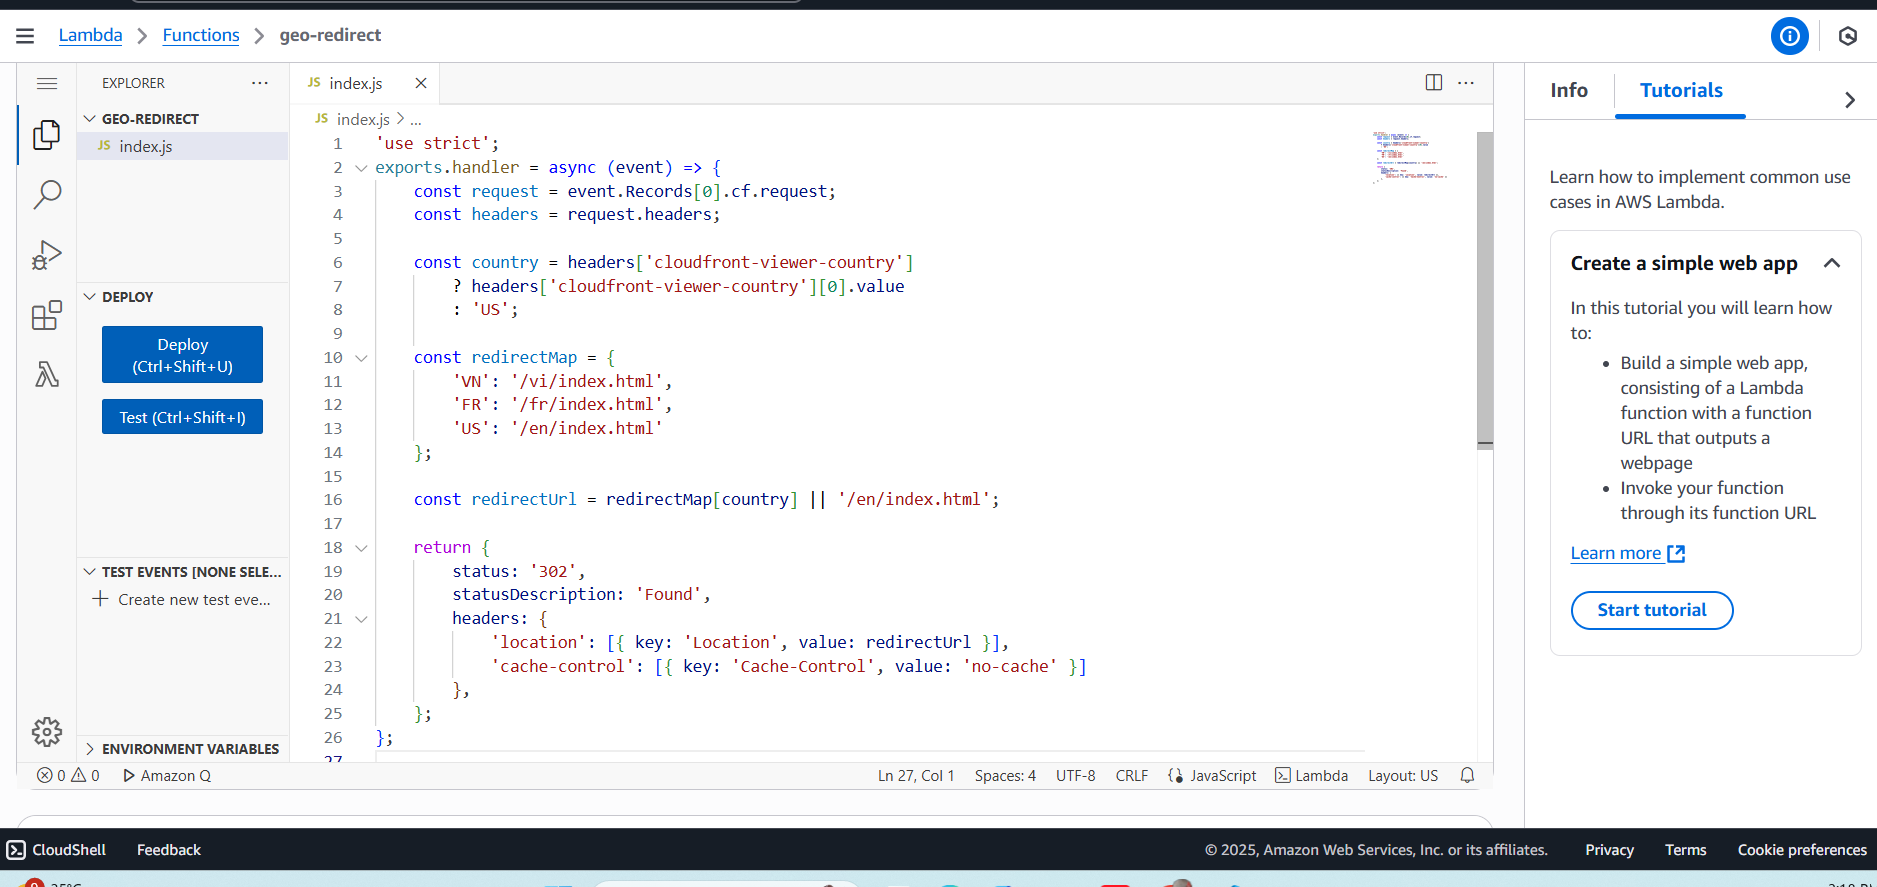 Lambda > Functions > geo-redirect
EXPLORER ...
GEO-REDIRECT
JS index.js
DEPLOY
Deploy
(Ctrl+Shift+U)
Test (Ctrl+Shift+I)
TEST EVENTS [NONE SELE...
Create new test eve...
ENVIRONMENT VARIABLES
JS index.js
JS index.js > ...
1 'use strict';
2 exports.handler = async (event) => {
3 const request = event.Records[0].cf.request;
4 const headers = request.headers;
5
6 const country = headers['cloudfront-viewer-country']
7 ? headers['cloudfront-viewer-country'][0].value
8 : 'US';
9
10 const redirectMap = {
11 'VN': '/vi/index.html',
12 'FR': '/fr/index.html',
13 'US': '/en/index.html'
14 };
15
16 const redirectUrl = redirectMap[country] || '/en/index.html';
17
18 return {
19 status: '302',
20 statusDescription: 'Found',
21 headers: {
22 'location': [{ key: 'Location', value: redirectUrl }],
23 'cache-control': [{ key: 'Cache-Control', value: 'no-cache' }]
24 },
25 };
26 };
27
0 0 Amazon Q
Ln 27, Col 1 Spaces: 4 UTF-8 CRLF JavaScript Lambda Layout: US
Info Tutorials
Learn how to implement common use
cases in AWS Lambda.
Create a simple web app
In this tutorial you will learn how
to:
• Build a simple web app,
consisting of a Lambda
function with a function
URL that outputs a
webpage
• Invoke your function
through its function URL
Learn more
Start tutorial
CloudShell Feedback
© 2025, Amazon Web Services, Inc. or its affiliates. Privacy Terms Cookie preferences